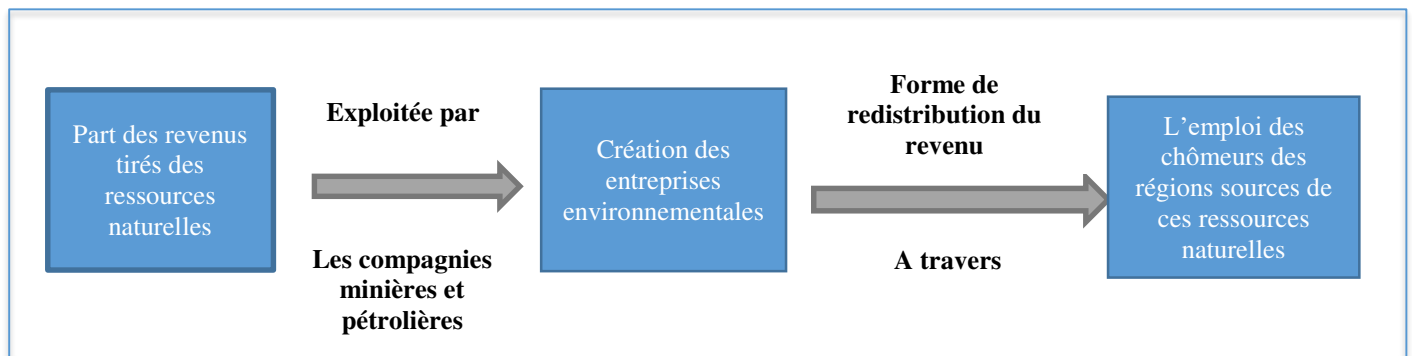 Part des revenus
tirés des
ressources
naturelles
Exploitée par
Les compagnies
minières et
pétrolières
Création des
entreprises
environnementales
Forme de
redistribution du
revenu
A travers
L'emploi des
chômeurs des
régions sources de
ces ressources
naturelles